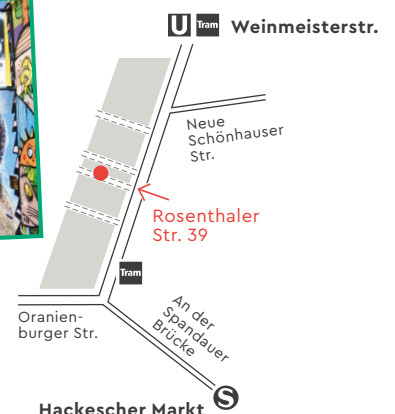 U Tram Weinmeisterstr.
Neue
Schönhauser
Str.
Rosenthaler
Str. 39
Tram
Oranien-
burger Str.
An der
Spandauer
Brücke
Hackescher Markt S